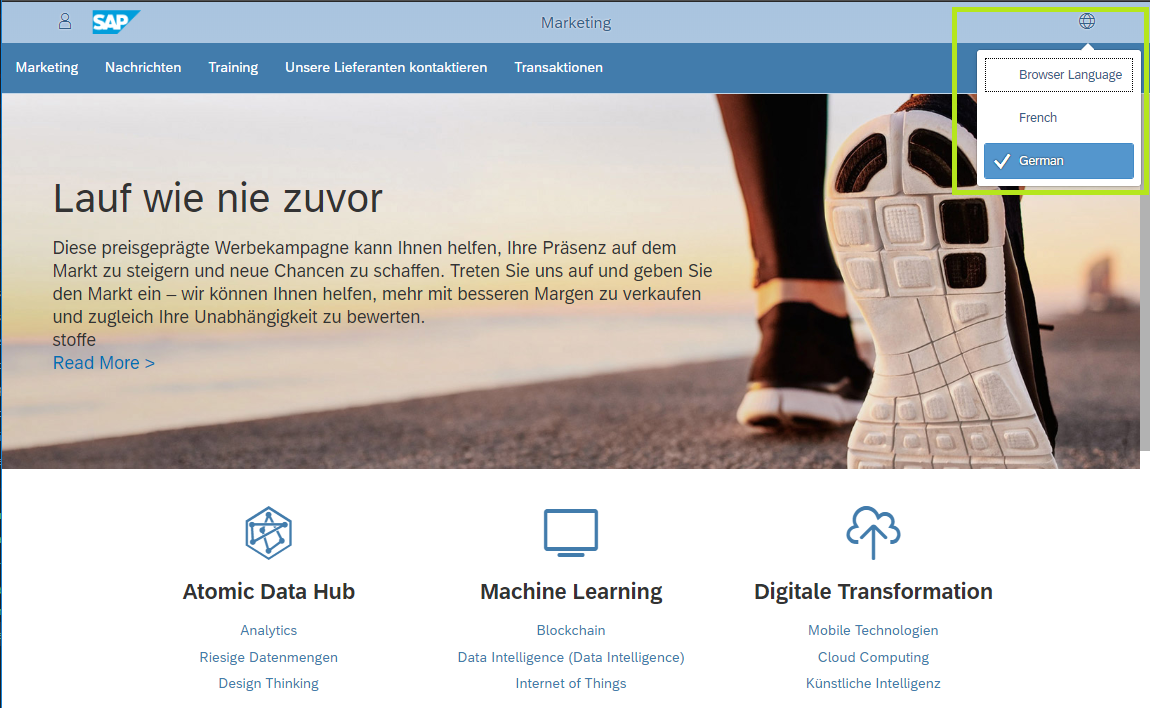 SAP
Marketing
Marketing Nachrichten Training Unsere Lieferanten kontaktieren Transaktionen
Browser Language
French
German
Lauf wie nie zuvor
Diese preisgeprägte Werbekampagne kann Ihnen helfen, Ihre Präsenz auf dem
Markt zu steigern und neue Chancen zu schaffen. Treten Sie uns auf und geben Sie
den Markt ein – wir können Ihnen helfen, mehr mit besseren Margen zu verkaufen
und zugleich Ihre Unabhängigkeit zu bewerten.
stoffe
Read More >
Atomic Data Hub
Analytics
Riesige Datenmengen
Design Thinking
Machine Learning
Blockchain
Data Intelligence (Data Intelligence)
Internet of Things
Digitale Transformation
Mobile Technologien
Cloud Computing
Künstliche Intelligenz